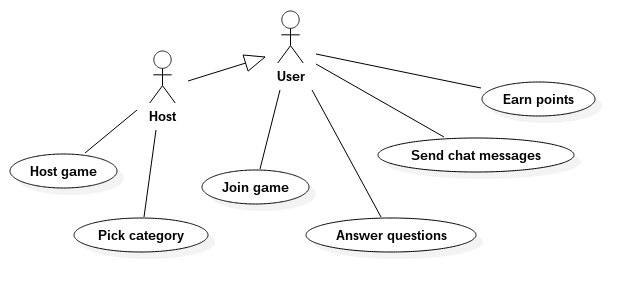 User
Earn points
Host
Send chat messages
Host game
Join game
Pick category
Answer questions